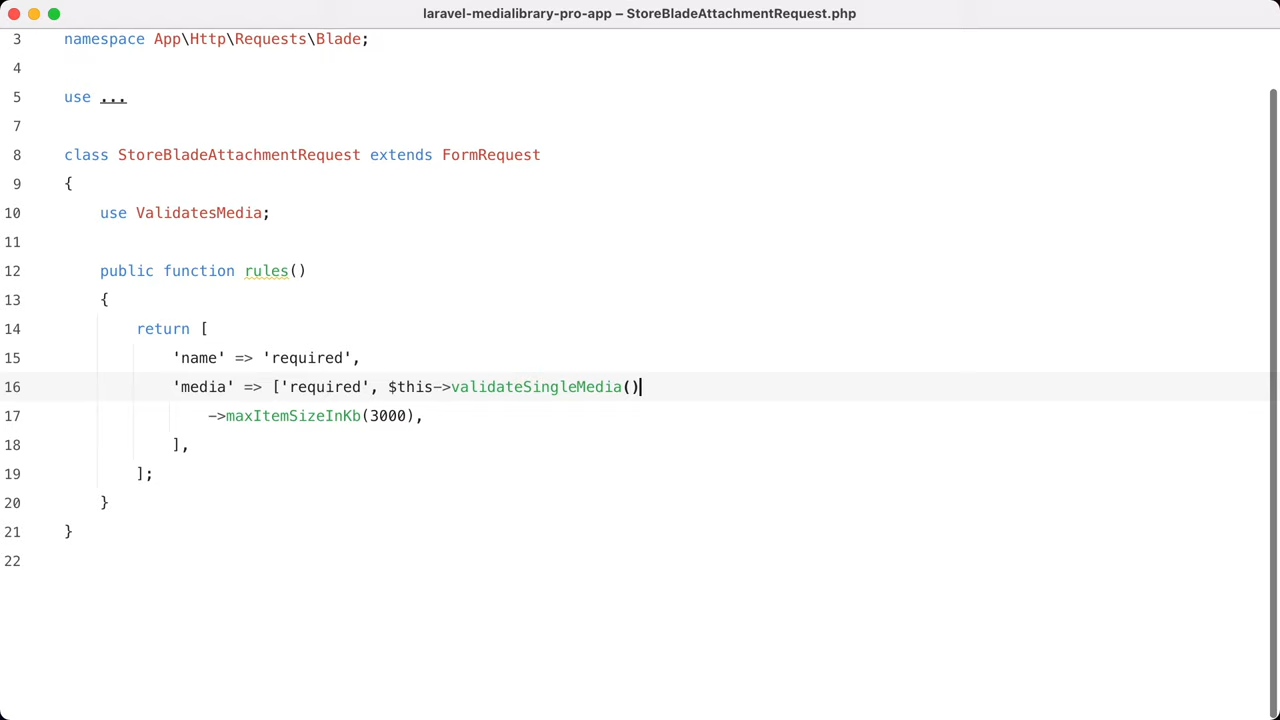 laravel-medialibrary-pro-app – StoreBladeAttachmentRequest.php
3 namespace App\Http\Requests\Blade;
4
5 use ...
7
8 class StoreBladeAttachmentRequest extends FormRequest
9 {
10 use ValidatesMedia;
11
12 public function rules()
13 {
14 return [
15 'name' => 'required',
16 'media' => ['required', $this->validateSingleMedia()
17 ->maxItemSizeInKb(3000),
18 ],
19 ];
20 }
21 }
22